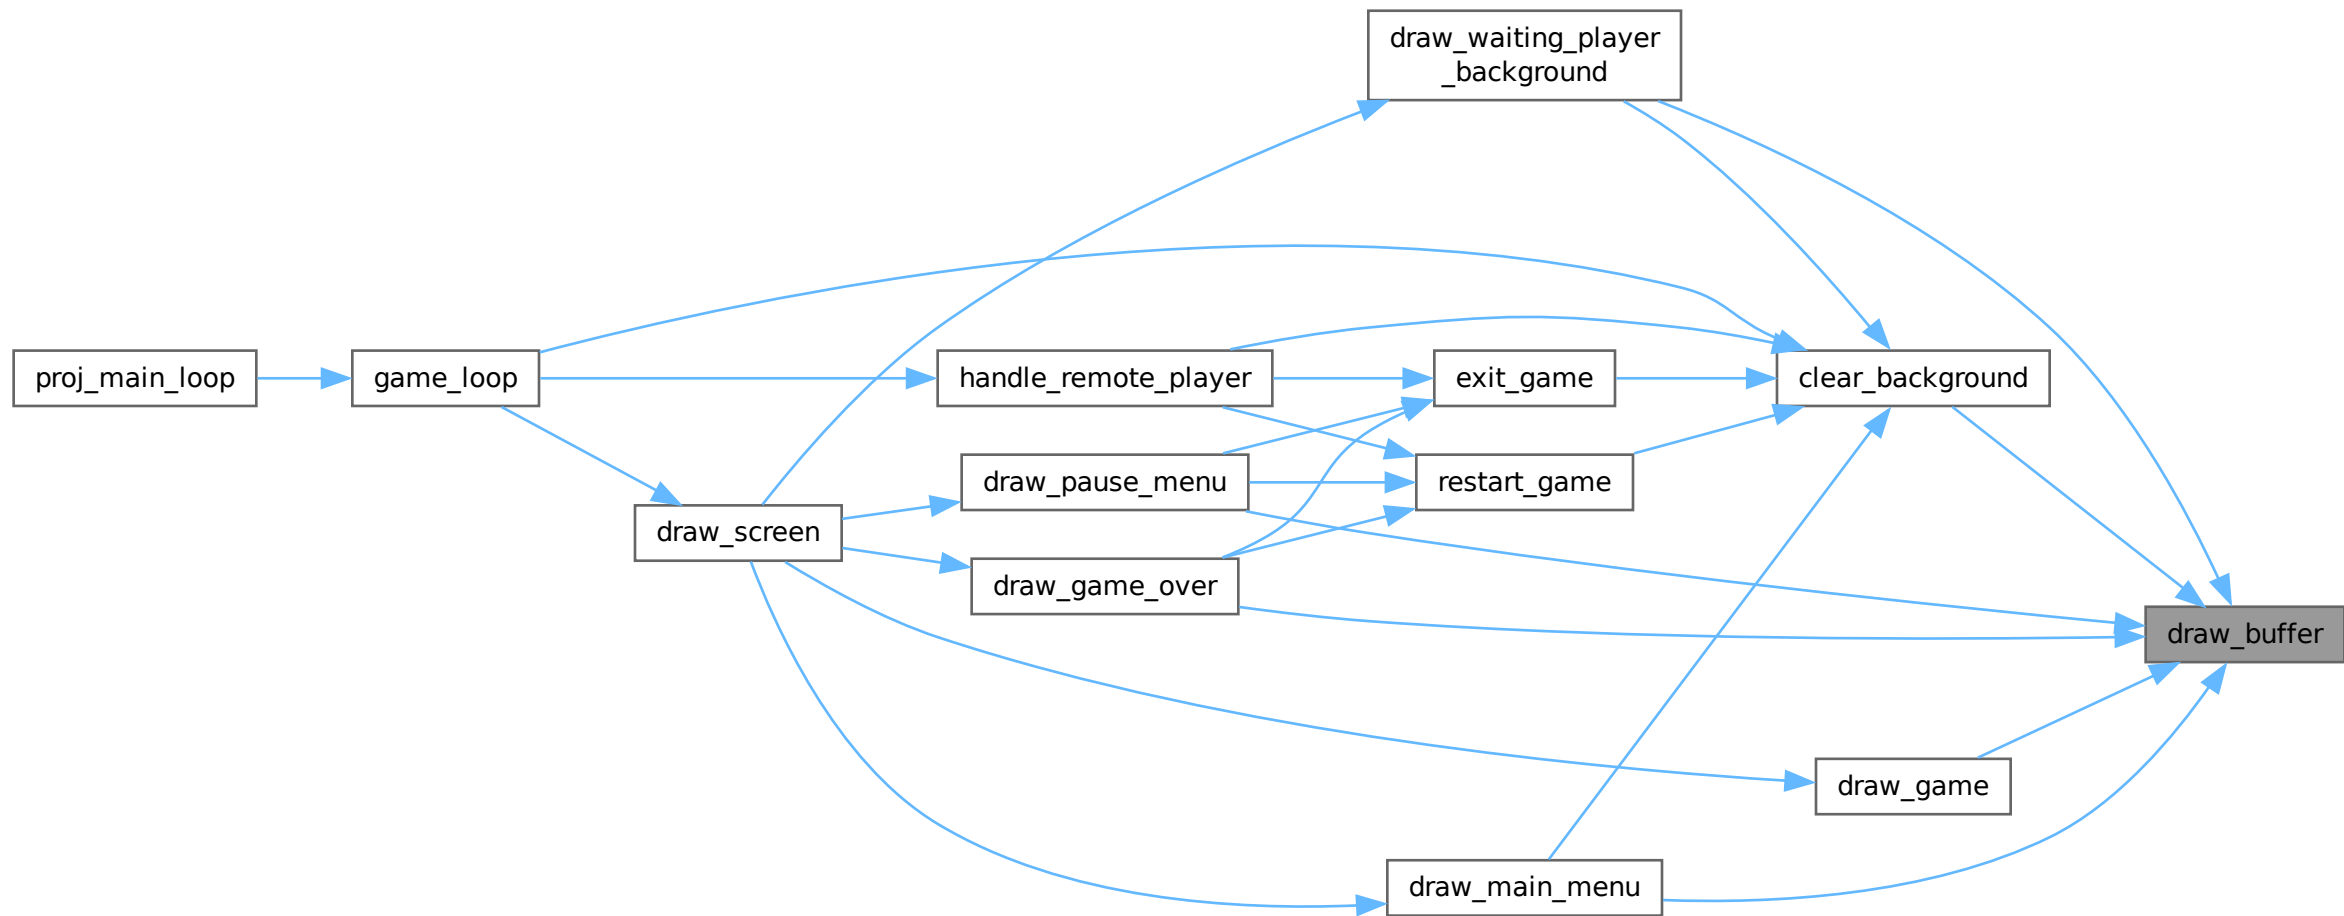 draw_waiting_player
_background
proj_main_loop
game_loop
handle_remote_player
exit_game
clear_background
draw_pause_menu
restart_game
draw_screen
draw_game_over
draw_buffer
draw_game
draw_main_menu